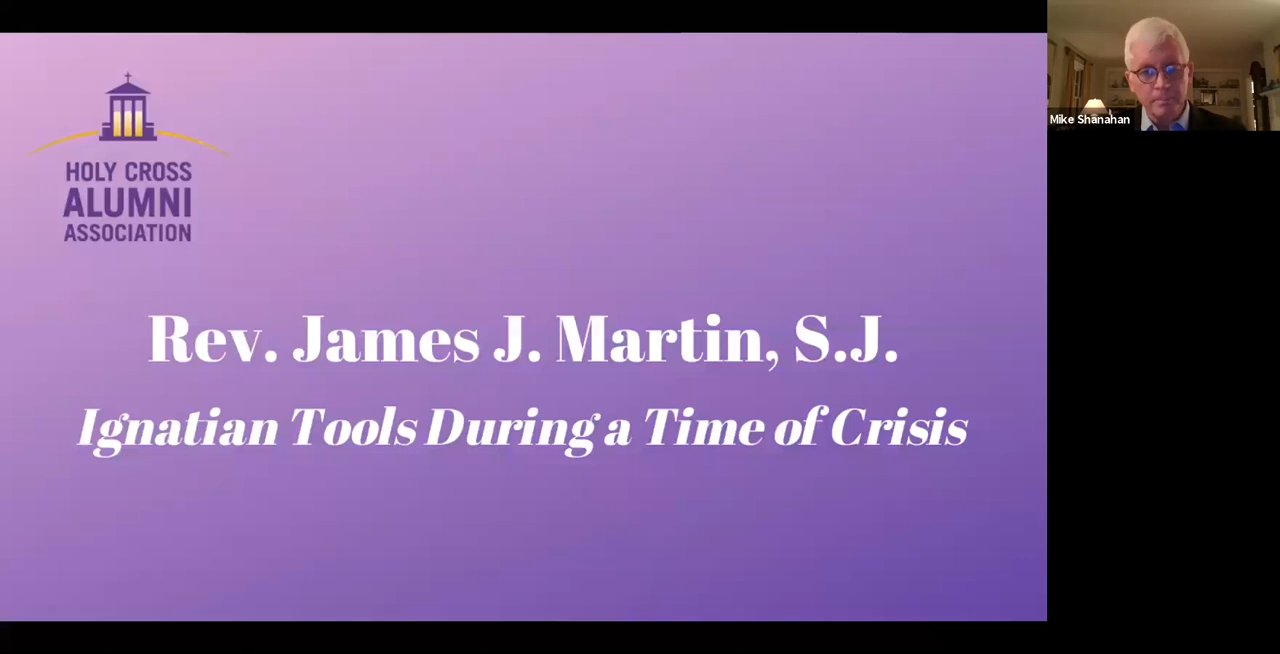 HOLY CROSS
ALUMNI
ASSOCIATION
Rev. James J. Martin, S.J.
Ignatian Tools During a Time of Crisis
Mike Shanahan